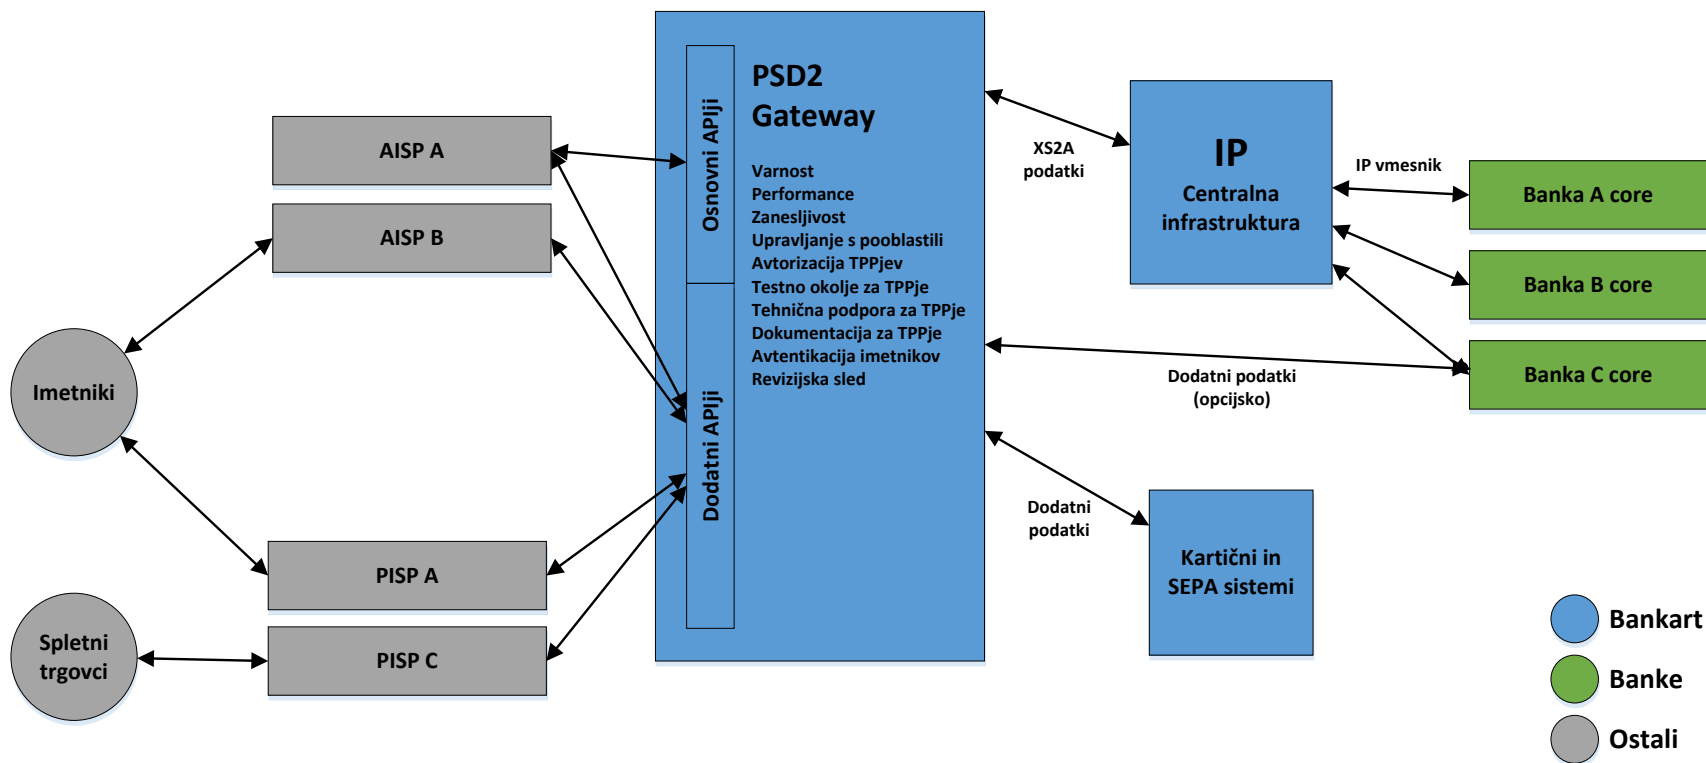 AISP A
AISP B
Imetniki
PISP A
Spletni
trgovci
PISP C
Osnovni APIji
Dodatni APIji
PSD2
Gateway
Varnost
Performance
Zanesljivost
Upravljanje s pooblastili
Avtorizacija TPPjev
Testno okolje za TPPje
Tehnična podpora za TPPje
Dokumentacija za TPPje
Avtentikacija imetnikov
Revizijska sled
XS2A
podatki
IP
Centralna
infrastruktura
IP vmesnik
Banka A core
Banka B core
Banka C core
Dodatni podatki
(opcijsko)
Dodatni
podatki
Kartični in
SEPA sistemi
Bankart
Banke
Ostali